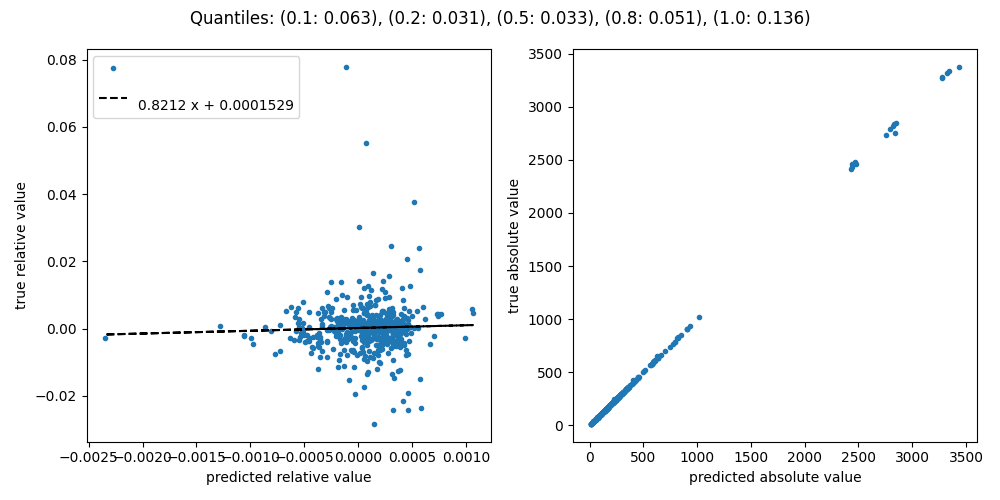 Quantiles: (0.1: 0.063), (0.2: 0.031), (0.5: 0.033), (0.8: 0.051), (1.0: 0.136)
0.08
0.06
0.04
0.02
0.00
−0.02
true relative value
0.8212 x + 0.0001529
−0.0025 −0.0020 −0.0015 −0.0010 −0.0005 0.0000 0.0005 0.0010
predicted relative value
3500
3000
2500
2000
1500
1000
500
0
true absolute value
0 500 1000 1500 2000 2500 3000 3500
predicted absolute value